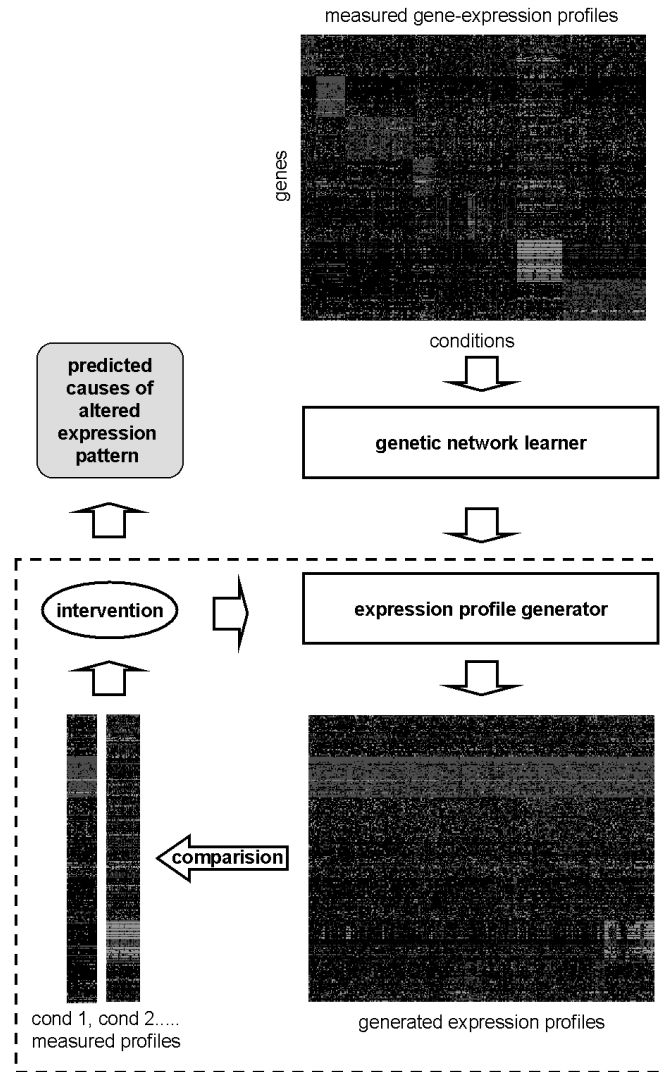 measured gene-expression profiles
genes
conditions
predicted
causes of
altered
expression
pattern
genetic network learner
intervention
expression profile generator
comparision
cond 1, cond 2.....
measured profiles
generated expression profiles